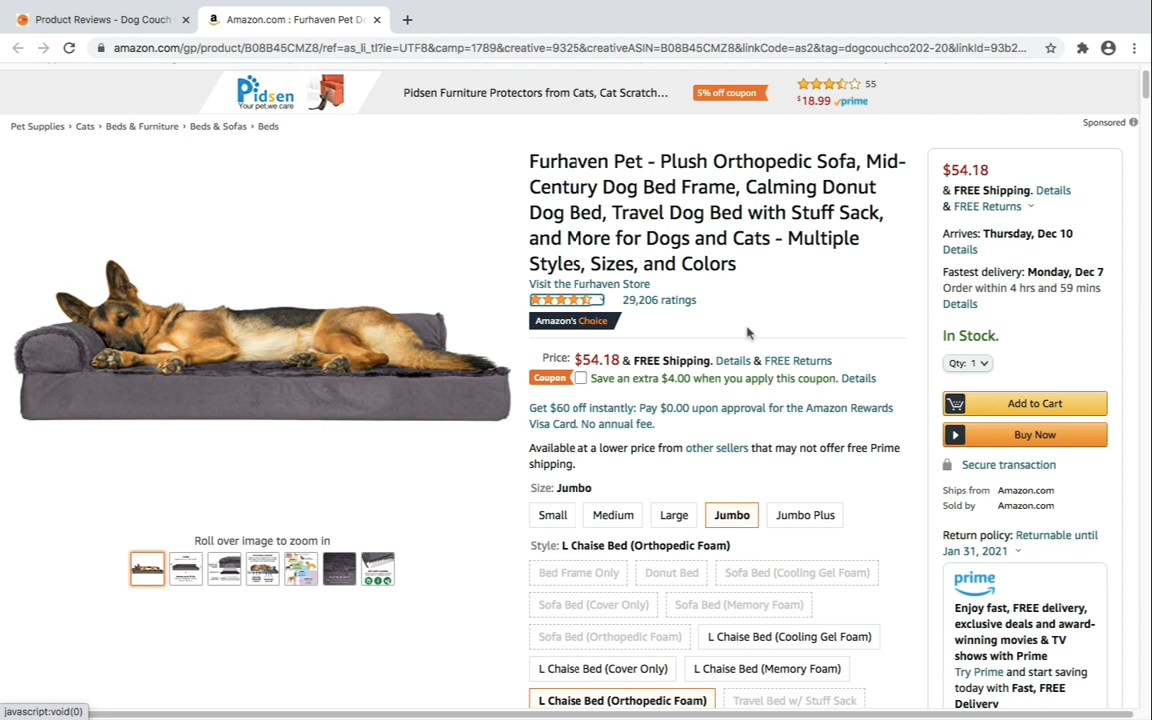 Product Reviews - Dog Couch
Amazon.com : Furhaven Pet Do
amazon.com/gp/product/B08B45CMZ8/ref=as_li_tl?ie=UTF8&camp=1789&creative=9325&creativeASIN=B08B45CMZ8&linkCode=as2&tag=dogcouchco202-20&linkId=93b2...
Pidsen
Your pet,we care
Pidsen Furniture Protectors from Cats, Cat Scratch...
5% off coupon
55
$18.99 prime
Pet Supplies › Cats › Beds & Furniture › Beds & Sofas › Beds
Sponsored
Furhaven Pet - Plush Orthopedic Sofa, Mid-
Century Dog Bed Frame, Calming Donut
Dog Bed, Travel Dog Bed with Stuff Sack,
and More for Dogs and Cats - Multiple
Styles, Sizes, and Colors
Visit the Furhaven Store
29,206 ratings
Amazon's Choice
Price: $54.18 & FREE Shipping. Details & FREE Returns
Coupon Save an extra $4.00 when you apply this coupon. Details
Get $60 off instantly: Pay $0.00 upon approval for the Amazon Rewards
Visa Card. No annual fee.
Available at a lower price from other sellers that may not offer free Prime
shipping.
Size: Jumbo
Small Medium Large Jumbo Jumbo Plus
Style: L Chaise Bed (Orthopedic Foam)
Bed Frame Only Donut Bed Sofa Bed (Cooling Gel Foam)
Sofa Bed (Cover Only) Sofa Bed (Memory Foam)
Sofa Bed (Orthopedic Foam) L Chaise Bed (Cooling Gel Foam)
L Chaise Bed (Cover Only) L Chaise Bed (Memory Foam)
L Chaise Bed (Orthopedic Foam) Travel Bed w/ Stuff Sack
Roll over image to zoom in
$54.18
& FREE Shipping. Details
& FREE Returns
Arrives: Thursday, Dec 10
Details
Fastest delivery: Monday, Dec 7
Order within 4 hrs and 59 mins
Details
In Stock.
Qty: 1
Add to Cart
Buy Now
Secure transaction
Ships from Amazon.com
Sold by Amazon.com
Return policy: Returnable until
Jan 31, 2021
prime
Enjoy fast, FREE delivery,
exclusive deals and award-
winning movies & TV
shows with Prime
Try Prime and start saving
today with Fast, FREE
Delivery
javascript:void(0)